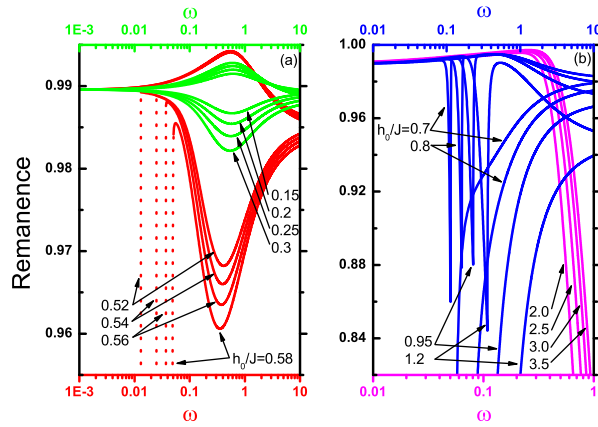 ω ω
1E-3 0.01 0.1 1 10 0.01 0.1 1 10
0.99
0.98
0.97
0.96
Remanence
(a)
0.15
0.2
0.25
0.3
0.52
0.54
0.56
h₀/J=0.58
1E-3 0.01 0.1 1 10
ω
1.00
0.96
0.92
0.88
0.84
(b)
h₀/J=0.7
0.8
0.95
1.2
2.0
2.5
3.0
3.5
0.01 0.1 1
ω